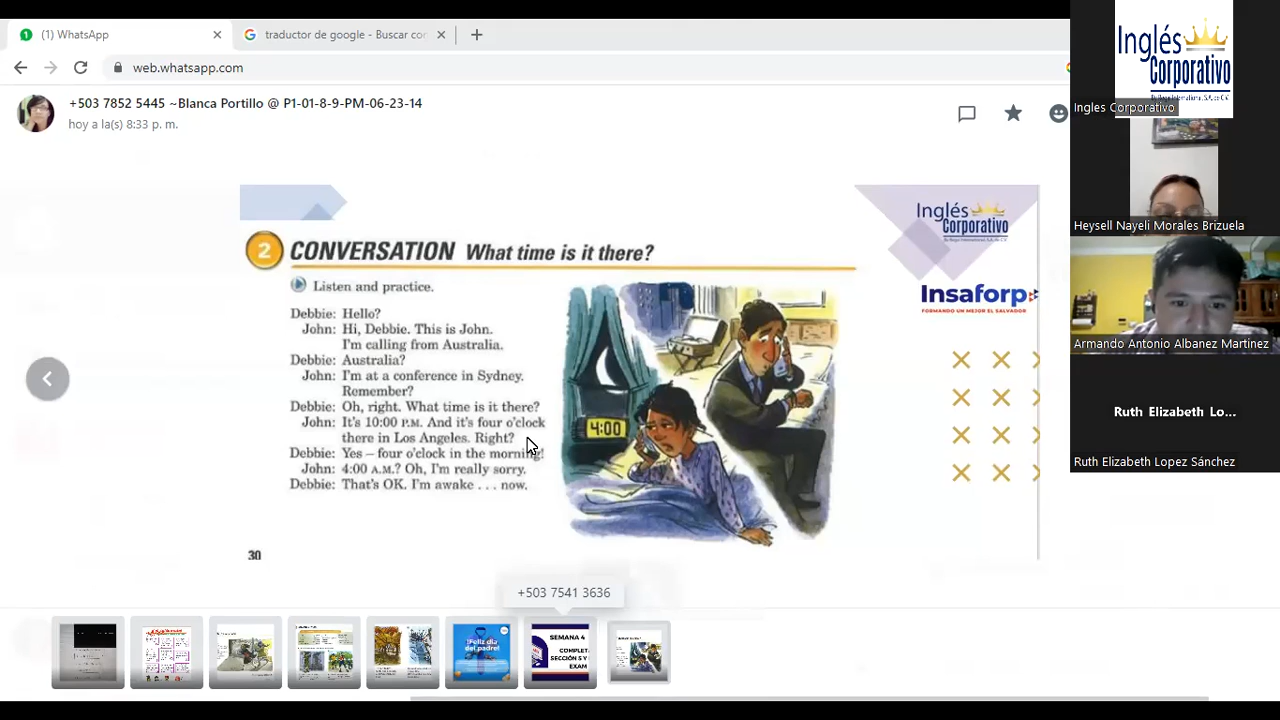 (1) WhatsApp
traductor de google - Buscar con
web.whatsapp.com
+503 7852 5445 ~Blanca Portillo @ P1-01-8-9-PM-06-23-14
hoy a la(s) 8:33 p. m.
2 CONVERSATION What time is it there?
Listen and practice.
Debbie: Hello?
John: Hi, Debbie. This is John.
I'm calling from Australia.
Debbie: Australia?
John: I'm at a conference in Sydney.
Remember?
Debbie: Oh, right. What time is it there?
John: It's 10:00 P.M. And it's four o'clock
there in Los Angeles. Right?
Debbie: Yes – four o'clock in the morning!
John: 4:00 A.M.? Oh, I'm really sorry.
Debbie: That's OK. I'm awake . . . now.
4:00
30
Inglés
Corporativo
Insaforp
FORMANDO UN MEJOR EL SALVADOR
+503 7541 3636
¡Feliz día
del padre!
SEMANA 4
COMPLET
SECCIÓN 5 Y
EXAM
Inglés
Corporativo
Ingles Corporativo
Heysell Nayeli Morales Brizuela
Armando Antonio Albanez Martinez
Ruth Elizabeth Lo...
Ruth Elizabeth Lopez Sánchez